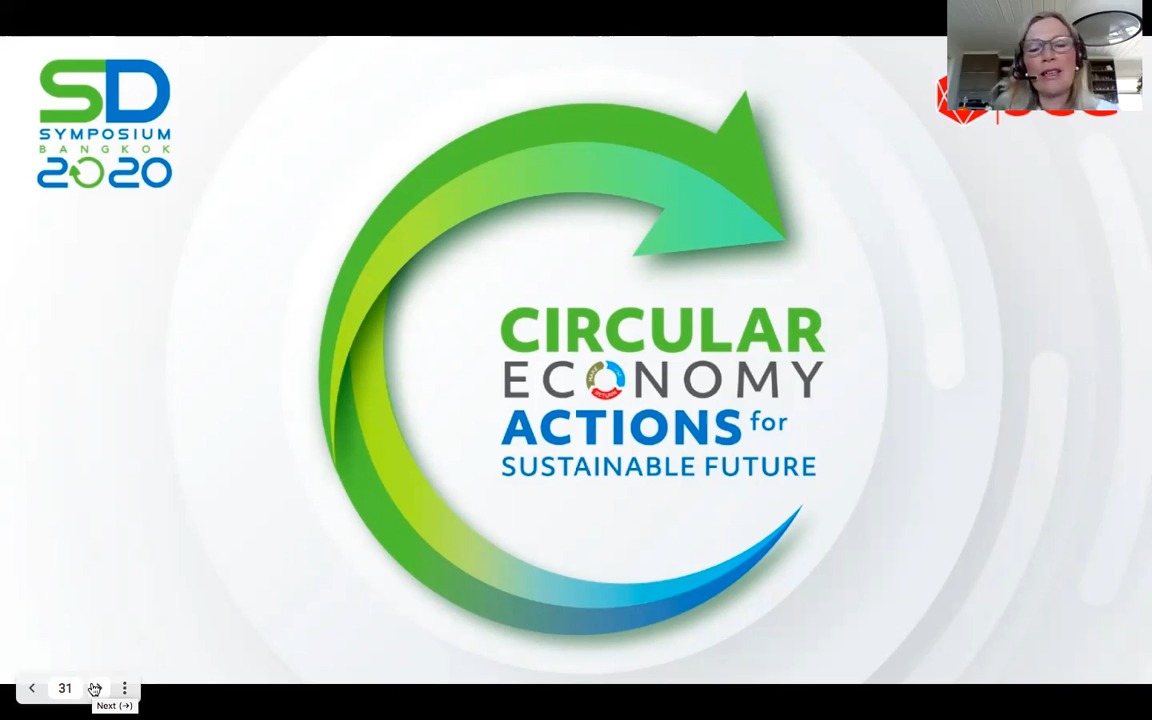 SD
SYMPOSIUM
BANGKOK
2020
CIRCULAR
ECONOMY
ACTIONS for
SUSTAINABLE FUTURE
31
Next (→)